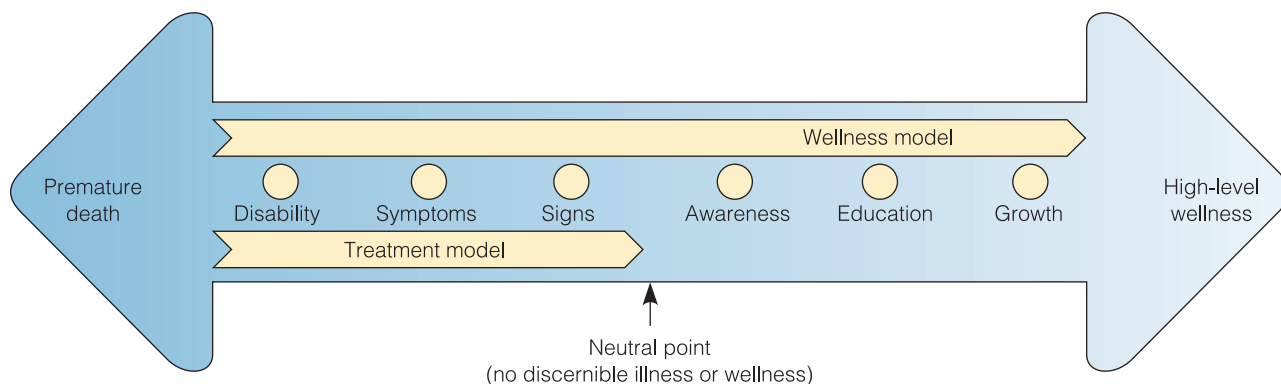 Wellness model
Premature
death
Disability
Symptoms
Signs
Awareness
Education
Growth
High-level
wellness
Treatment model
Neutral point
(no discernible illness or wellness)